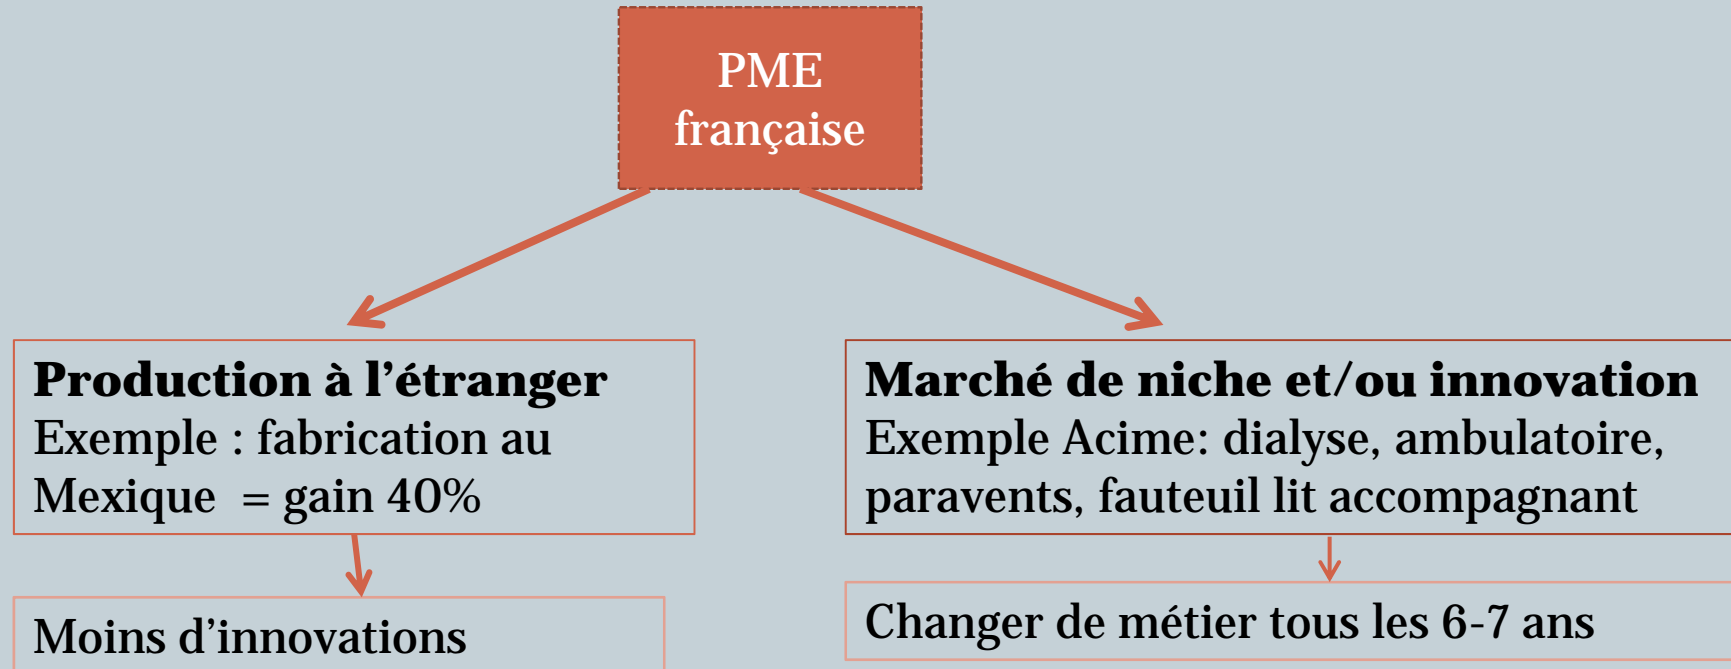 PME
française
Production à l’étranger
Exemple : fabrication au
Mexique  = gain 40%
Marché de niche et/ou innovation
Exemple Acime: dialyse, ambulatoire,
paravents, fauteuil lit accompagnant
Moins d’innovations
Changer de métier tous les 6-7 ans